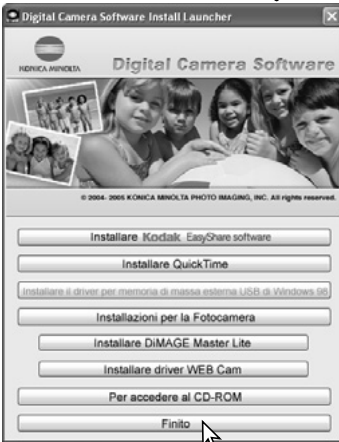 Digital Camera Software Install Launcher
KONICA MINOLTA
Digital Camera Software
© 2004- 2005 KONICA MINOLTA PHOTO IMAGING, INC. All rights reserved.
Installare Kodak EasyShare software
Installare QuickTime
Installare il driver per memoria di massa esterna USB di Windows 98
Installazioni per la Fotocamera
Installare DiMAGE Master Lite
Installare driver WEB Cam
Per accedere al CD-ROM
Finito